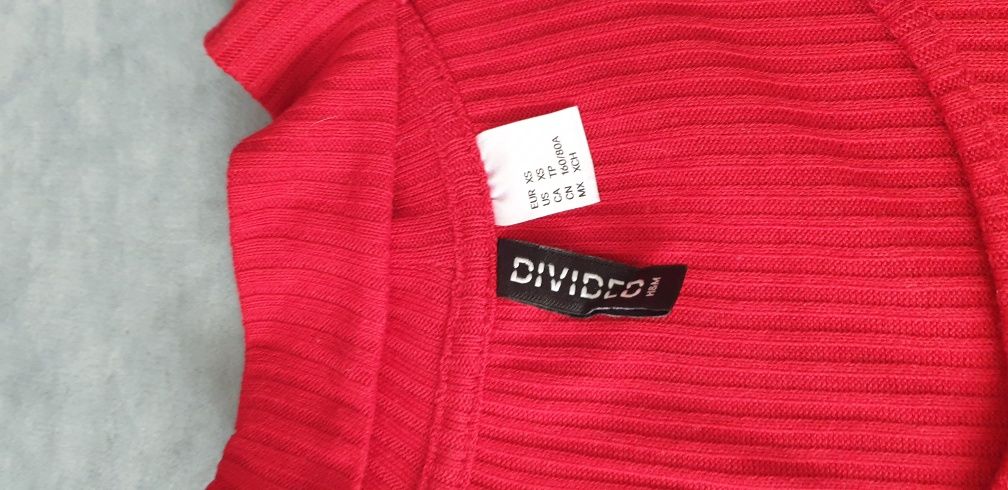 EUR XS
US XS
CA TP
CN 160/80A
MX XCH
DIVIDED
H&M